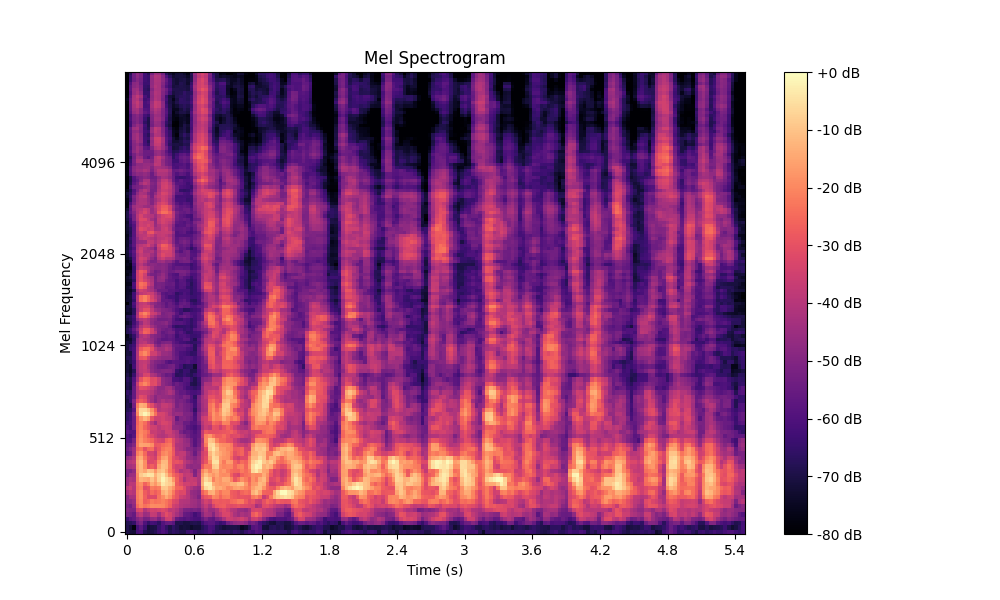 Mel Spectrogram
+0 dB
-10 dB
-20 dB
-30 dB
-40 dB
-50 dB
-60 dB
-70 dB
-80 dB
Mel Frequency
4096
2048
1024
512
0
0 0.6 1.2 1.8 2.4 3 3.6 4.2 4.8 5.4
Time (s)